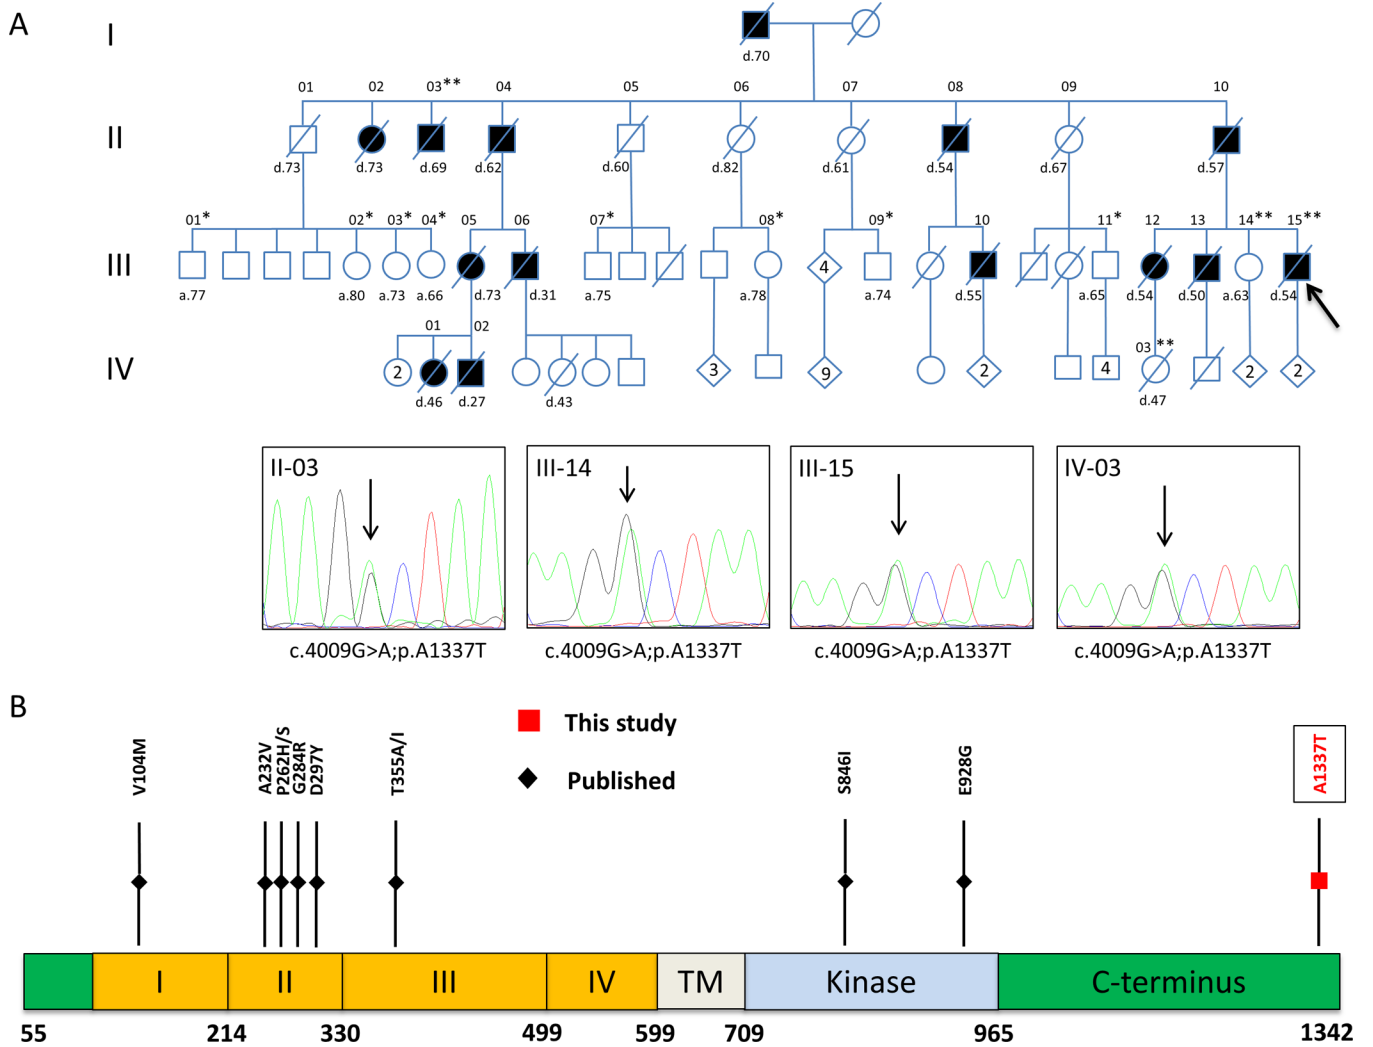 A
I
d.70
01 02 03** 04 05 06 07 08 09 10
II
d.73 d.73 d.69 d.62 d.60 d.82 d.61 d.54 d.67 d.57
01* 02* 03* 04* 05 06 07* 08* 09* 10 11* 12 13 14** 15**
III
4
a.77 a.80 a.73 a.66 d.73 d.31 a.75 a.78 a.74 d.55 a.65 d.54 d.50 a.63 d.54
01 02 03**
IV
2 3 9 2 4 2 2
d.46 d.27 d.43 d.47
II-03 III-14 III-15 IV-03
c.4009G>A;p.A1337T c.4009G>A;p.A1337T c.4009G>A;p.A1337T c.4009G>A;p.A1337T
B
This study
Published
V104M A232V P262H/S G284R D297Y T355A/I S846I E928G A1337T
I II III IV TM Kinase C-terminus
55 214 330 499 599 709 965 1342